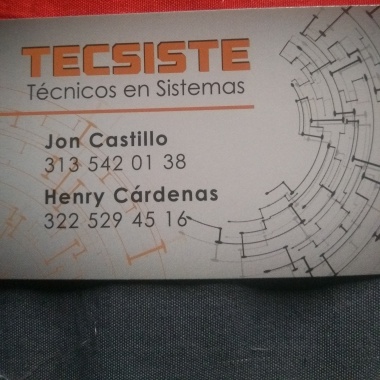 TECSISTE
Técnicos en Sistemas
Jon Castillo
313 542 01 38
Henry Cárdenas
322 529 45 16